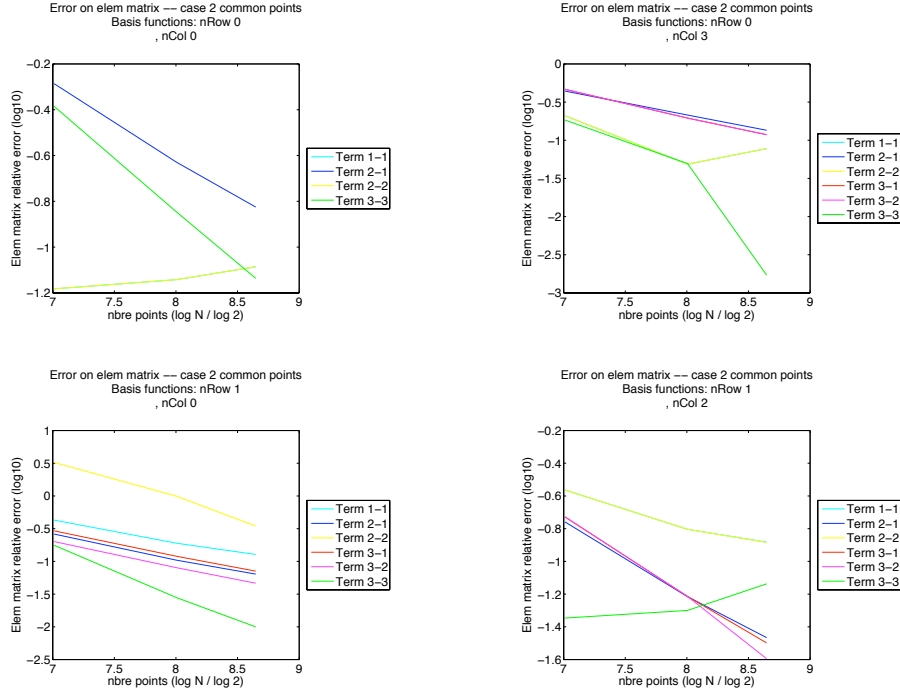 Error on elem matrix −− case 2 common points
Basis functions: nRow 0
, nCol 0
−0.2
−0.4
−0.6
−0.8
−1
−1.2
7
7.5
8
8.5
9
nbre points (log N / log 2)
Elem matrix relative error (log10)
Term 1−1
Term 2−1
Term 2−2
Term 3−3
Error on elem matrix −− case 2 common points
Basis functions: nRow 0
, nCol 3
0
−0.5
−1
−1.5
−2
−2.5
−3
7
7.5
8
8.5
9
nbre points (log N / log 2)
Elem matrix relative error (log10)
Term 1−1
Term 2−1
Term 2−2
Term 3−1
Term 3−2
Term 3−3
Error on elem matrix −− case 2 common points
Basis functions: nRow 1
, nCol 0
1
0.5
0
−0.5
−1
−1.5
−2
−2.5
7
7.5
8
8.5
9
nbre points (log N / log 2)
Elem matrix relative error (log10)
Term 1−1
Term 2−1
Term 2−2
Term 3−1
Term 3−2
Term 3−3
Error on elem matrix −− case 2 common points
Basis functions: nRow 1
, nCol 2
−0.2
−0.4
−0.6
−0.8
−1
−1.2
−1.4
−1.6
7
7.5
8
8.5
9
nbre points (log N / log 2)
Elem matrix relative error (log10)
Term 1−1
Term 2−1
Term 2−2
Term 3−1
Term 3−2
Term 3−3